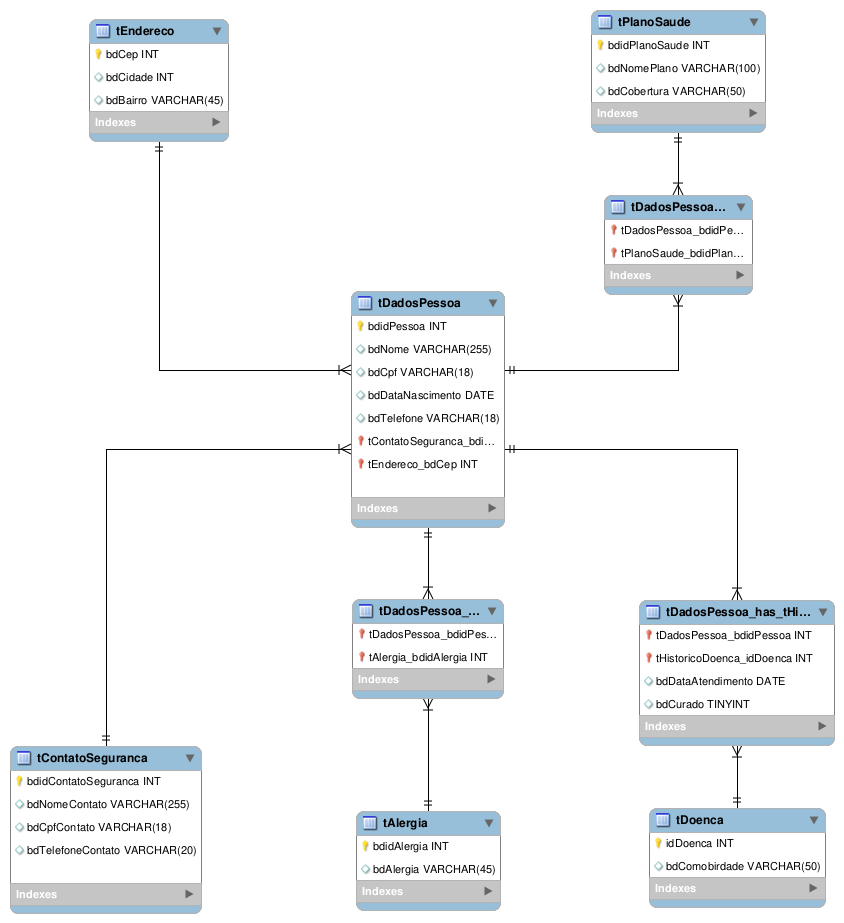 tEndereco
bdCep INT
bdCidade INT
bdBairro VARCHAR(45)
Indexes
tPlanoSaude
bdidPlanoSaude INT
bdNomePlano VARCHAR(100)
bdCobertura VARCHAR(50)
Indexes
tDadosPessoa...
tDadosPessoa_bdidPe...
tPlanoSaude_bdidPlan...
Indexes
tDadosPessoa
bdidPessoa INT
bdNome VARCHAR(255)
bdCpf VARCHAR(18)
bdDataNascimento DATE
bdTelefone VARCHAR(18)
tContatoSeguranca_bdi...
tEndereco_bdCep INT
Indexes
tDadosPessoa_...
tDadosPessoa_bdidPes...
tAlergia_bdidAlergia INT
Indexes
tDadosPessoa_has_tHi...
tDadosPessoa_bdidPessoa INT
tHistoricoDoenca_idDoenca INT
bdDataAtendimento DATE
bdCurado TINYINT
Indexes
tContatoSeguranca
bdidContatoSeguranca INT
bdNomeContato VARCHAR(255)
bdCpfContato VARCHAR(18)
bdTelefoneContato VARCHAR(20)
Indexes
tAlergia
bdidAlergia INT
bdAlergia VARCHAR(45)
Indexes
tDoenca
idDoenca INT
bdComobirdade VARCHAR(50)
Indexes